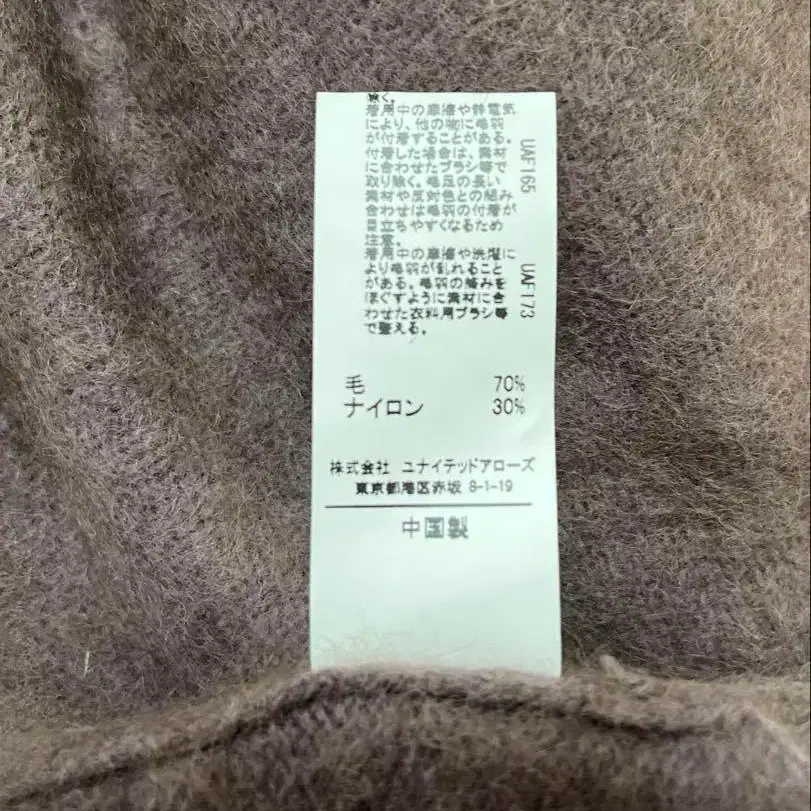 除く。
着用中の摩擦や静電気
により、他の物に毛羽
が付着することがある。
付着した場合は、素材
に合わせたブラシ等で
取り除く。毛足の長い
素材や反対色との組み
合わせは毛羽の付着が
目立ちやすくなるため
注意。
着用中の摩擦や洗濯に
より毛羽が乱れること
がある。毛羽の絡みを
ほぐすように素材に合
わせた衣料用ブラシ等
で整える。
UAF165
UAF173
毛 70%
ナイロン 30%
株式会社 ユナイテッドアローズ
東京都港区赤坂 8-1-19
中国製